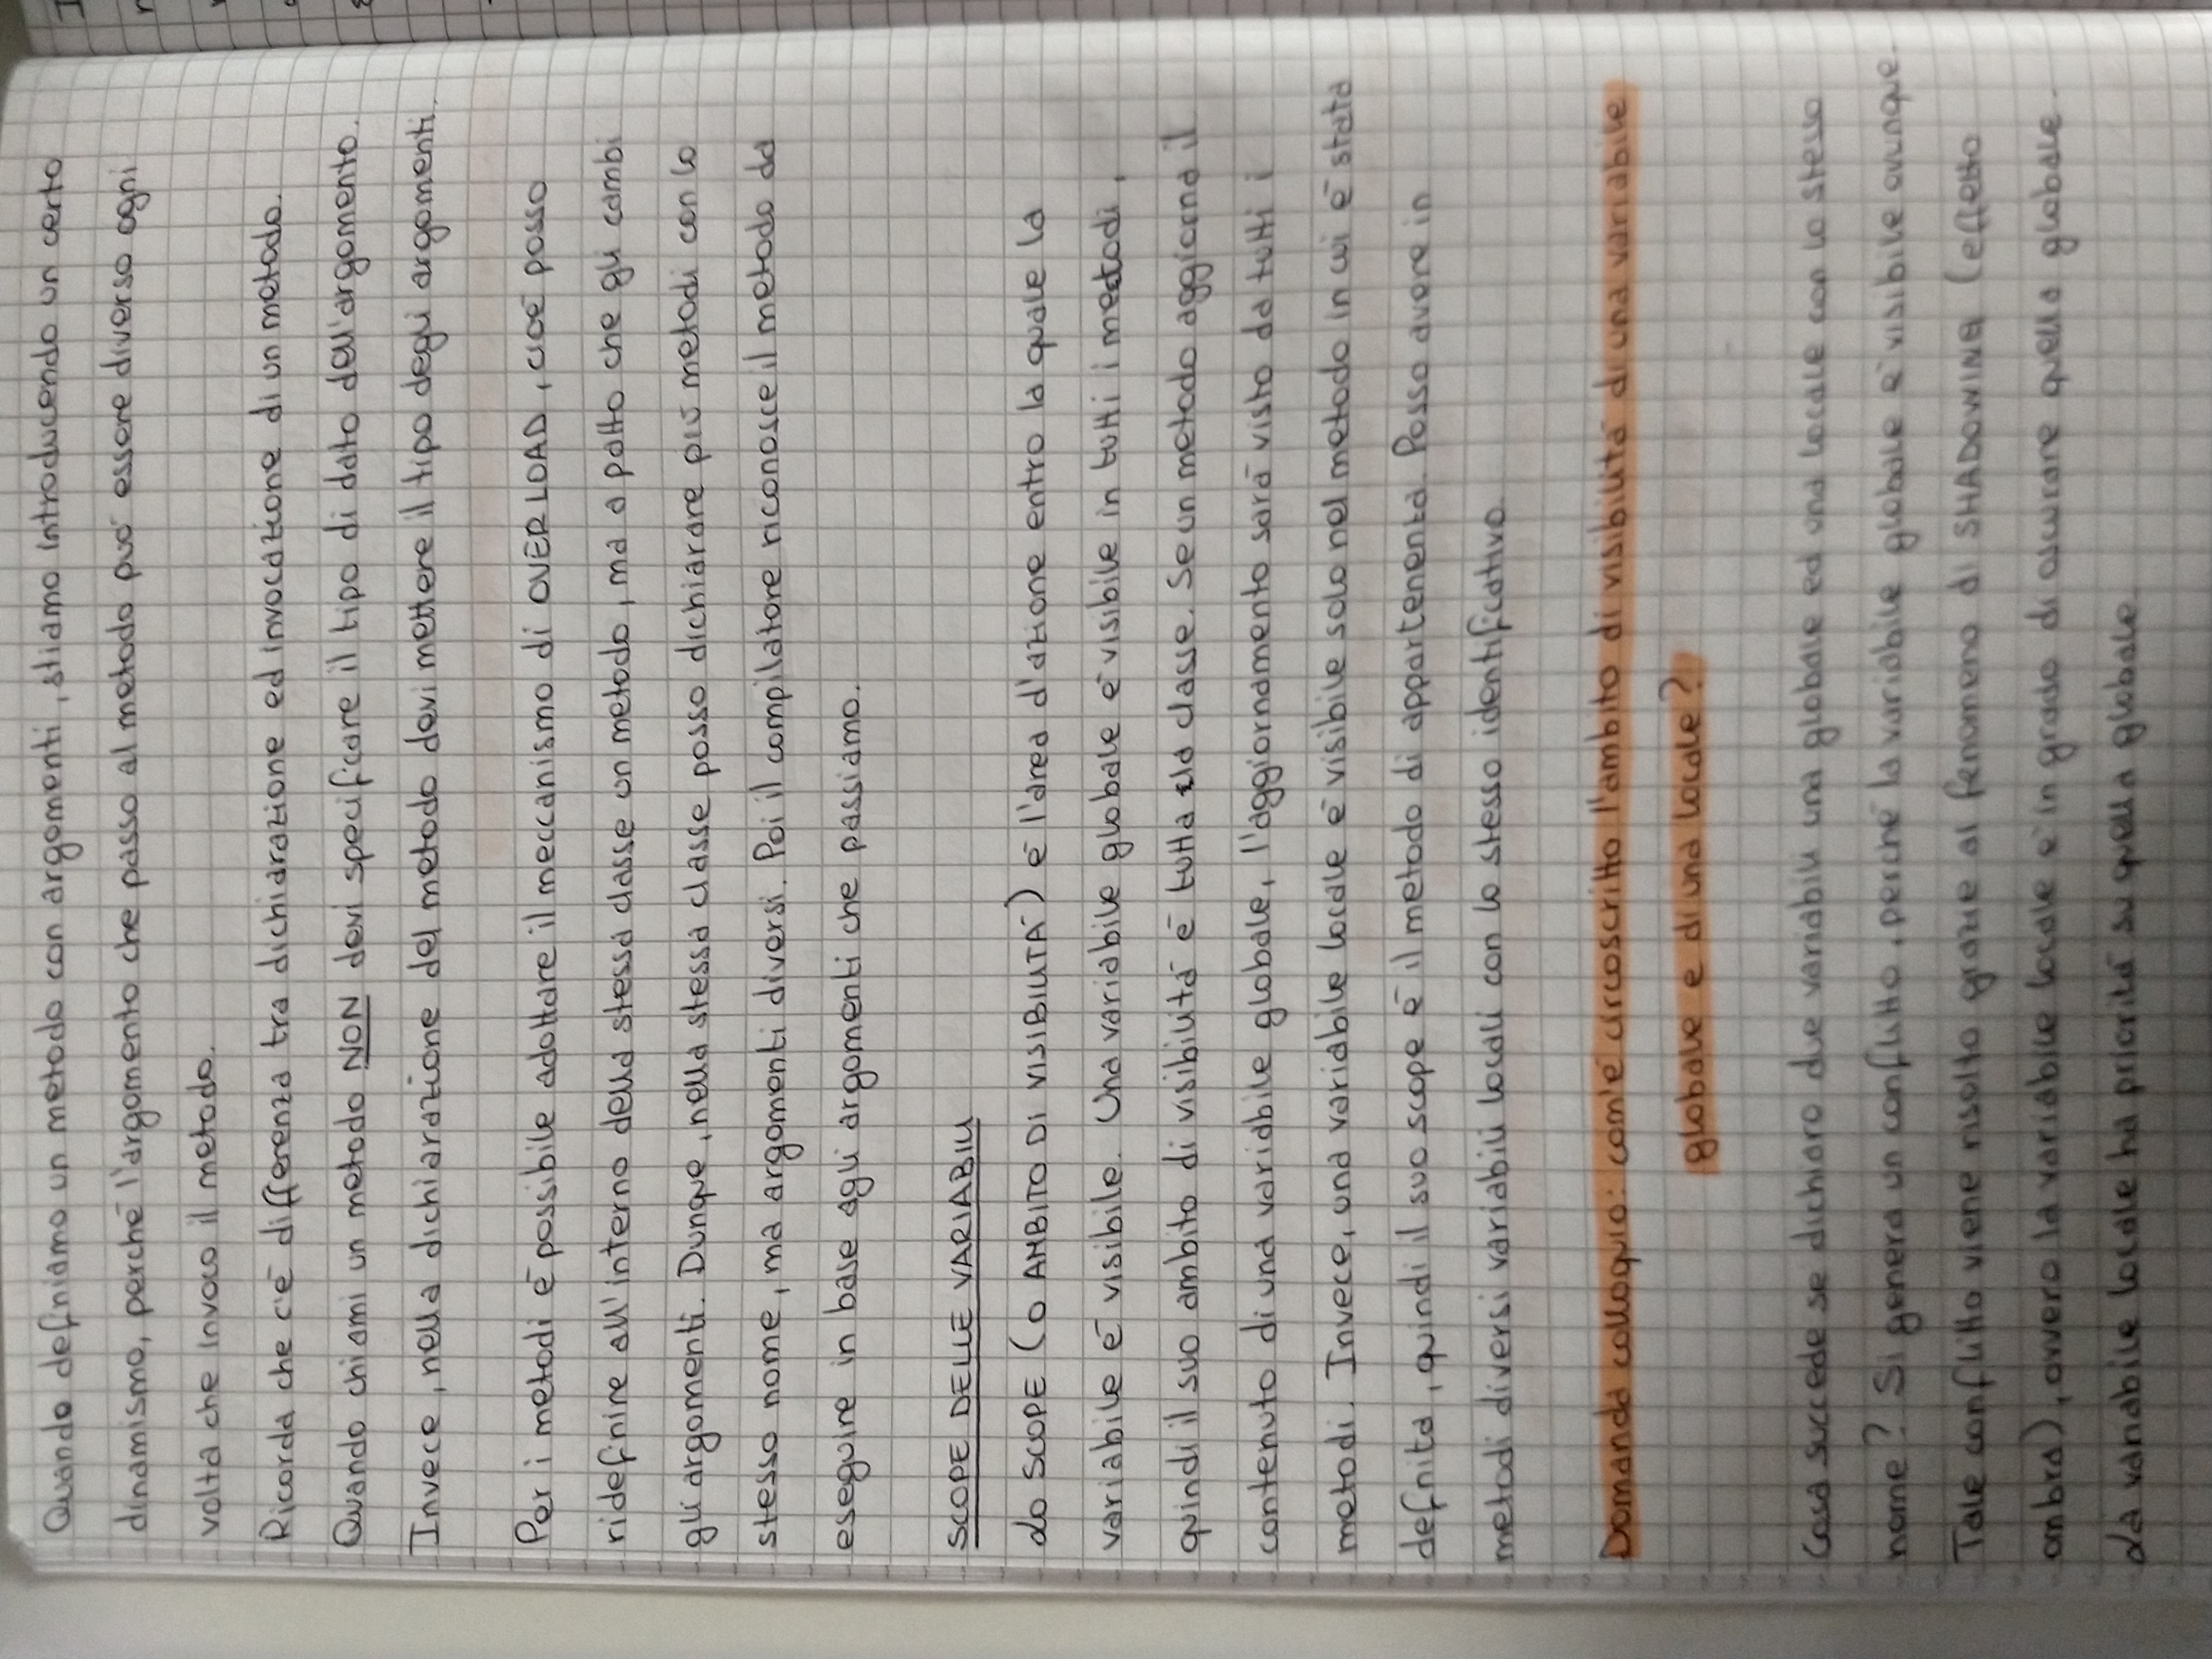 Quando definiamo un metodo con argomenti, stiamo introducendo un certo
dinamismo, perché l'argomento che passo al metodo può essere diverso ogni
volta che invoco il metodo.
Ricorda che c'è differenza tra dichiarazione ed invocazione di un metodo.
Quando chiami un metodo NON devi specificare il tipo di dato dell'argomento.
Invece, nella dichiarazione del metodo devi mettere il tipo degli argomenti.
Per i metodi è possibile adottare il meccanismo di OVERLOAD, cioè posso
ridefinire all'interno della stessa classe un metodo, ma a patto che gli cambi
gli argomenti. Dunque, nella stessa classe posso dichiarare più metodi con lo
stesso nome, ma argomenti diversi. Poi il compilatore riconosce il metodo da
eseguire in base agli argomenti che passiamo.
SCOPE DELLE VARIABILI
Lo SCOPE (O AMBITO DI VISIBILITÀ) è l'area d'azione entro la quale la
variabile è visibile. Una variabile globale è visibile in tutti i metodi,
quindi il suo ambito di visibilità è tutta la classe. Se un metodo aggiorna il
contenuto di una variabile globale, l'aggiornamento sarà visto da tutti i
metodi. Invece, una variabile locale è visibile solo nel metodo in cui è stata
definita, quindi il suo scope è il metodo di appartenenza. Posso avere in
metodi diversi variabili locali con lo stesso identificativo.
Domanda colloquio: com'è circoscritto l'ambito di visibilità di una variabile
globale e di una locale?
Cosa succede se dichiaro due variabili una globale ed una locale con lo stesso
nome? Si genera un conflitto, perché la variabile globale è visibile ovunque.
Tale conflitto viene risolto grazie al fenomeno di SHADOWING (effetto
ombra), ovvero la variabile locale è in grado di oscurare quella globale.
La variabile locale ha priorità su quella globale.